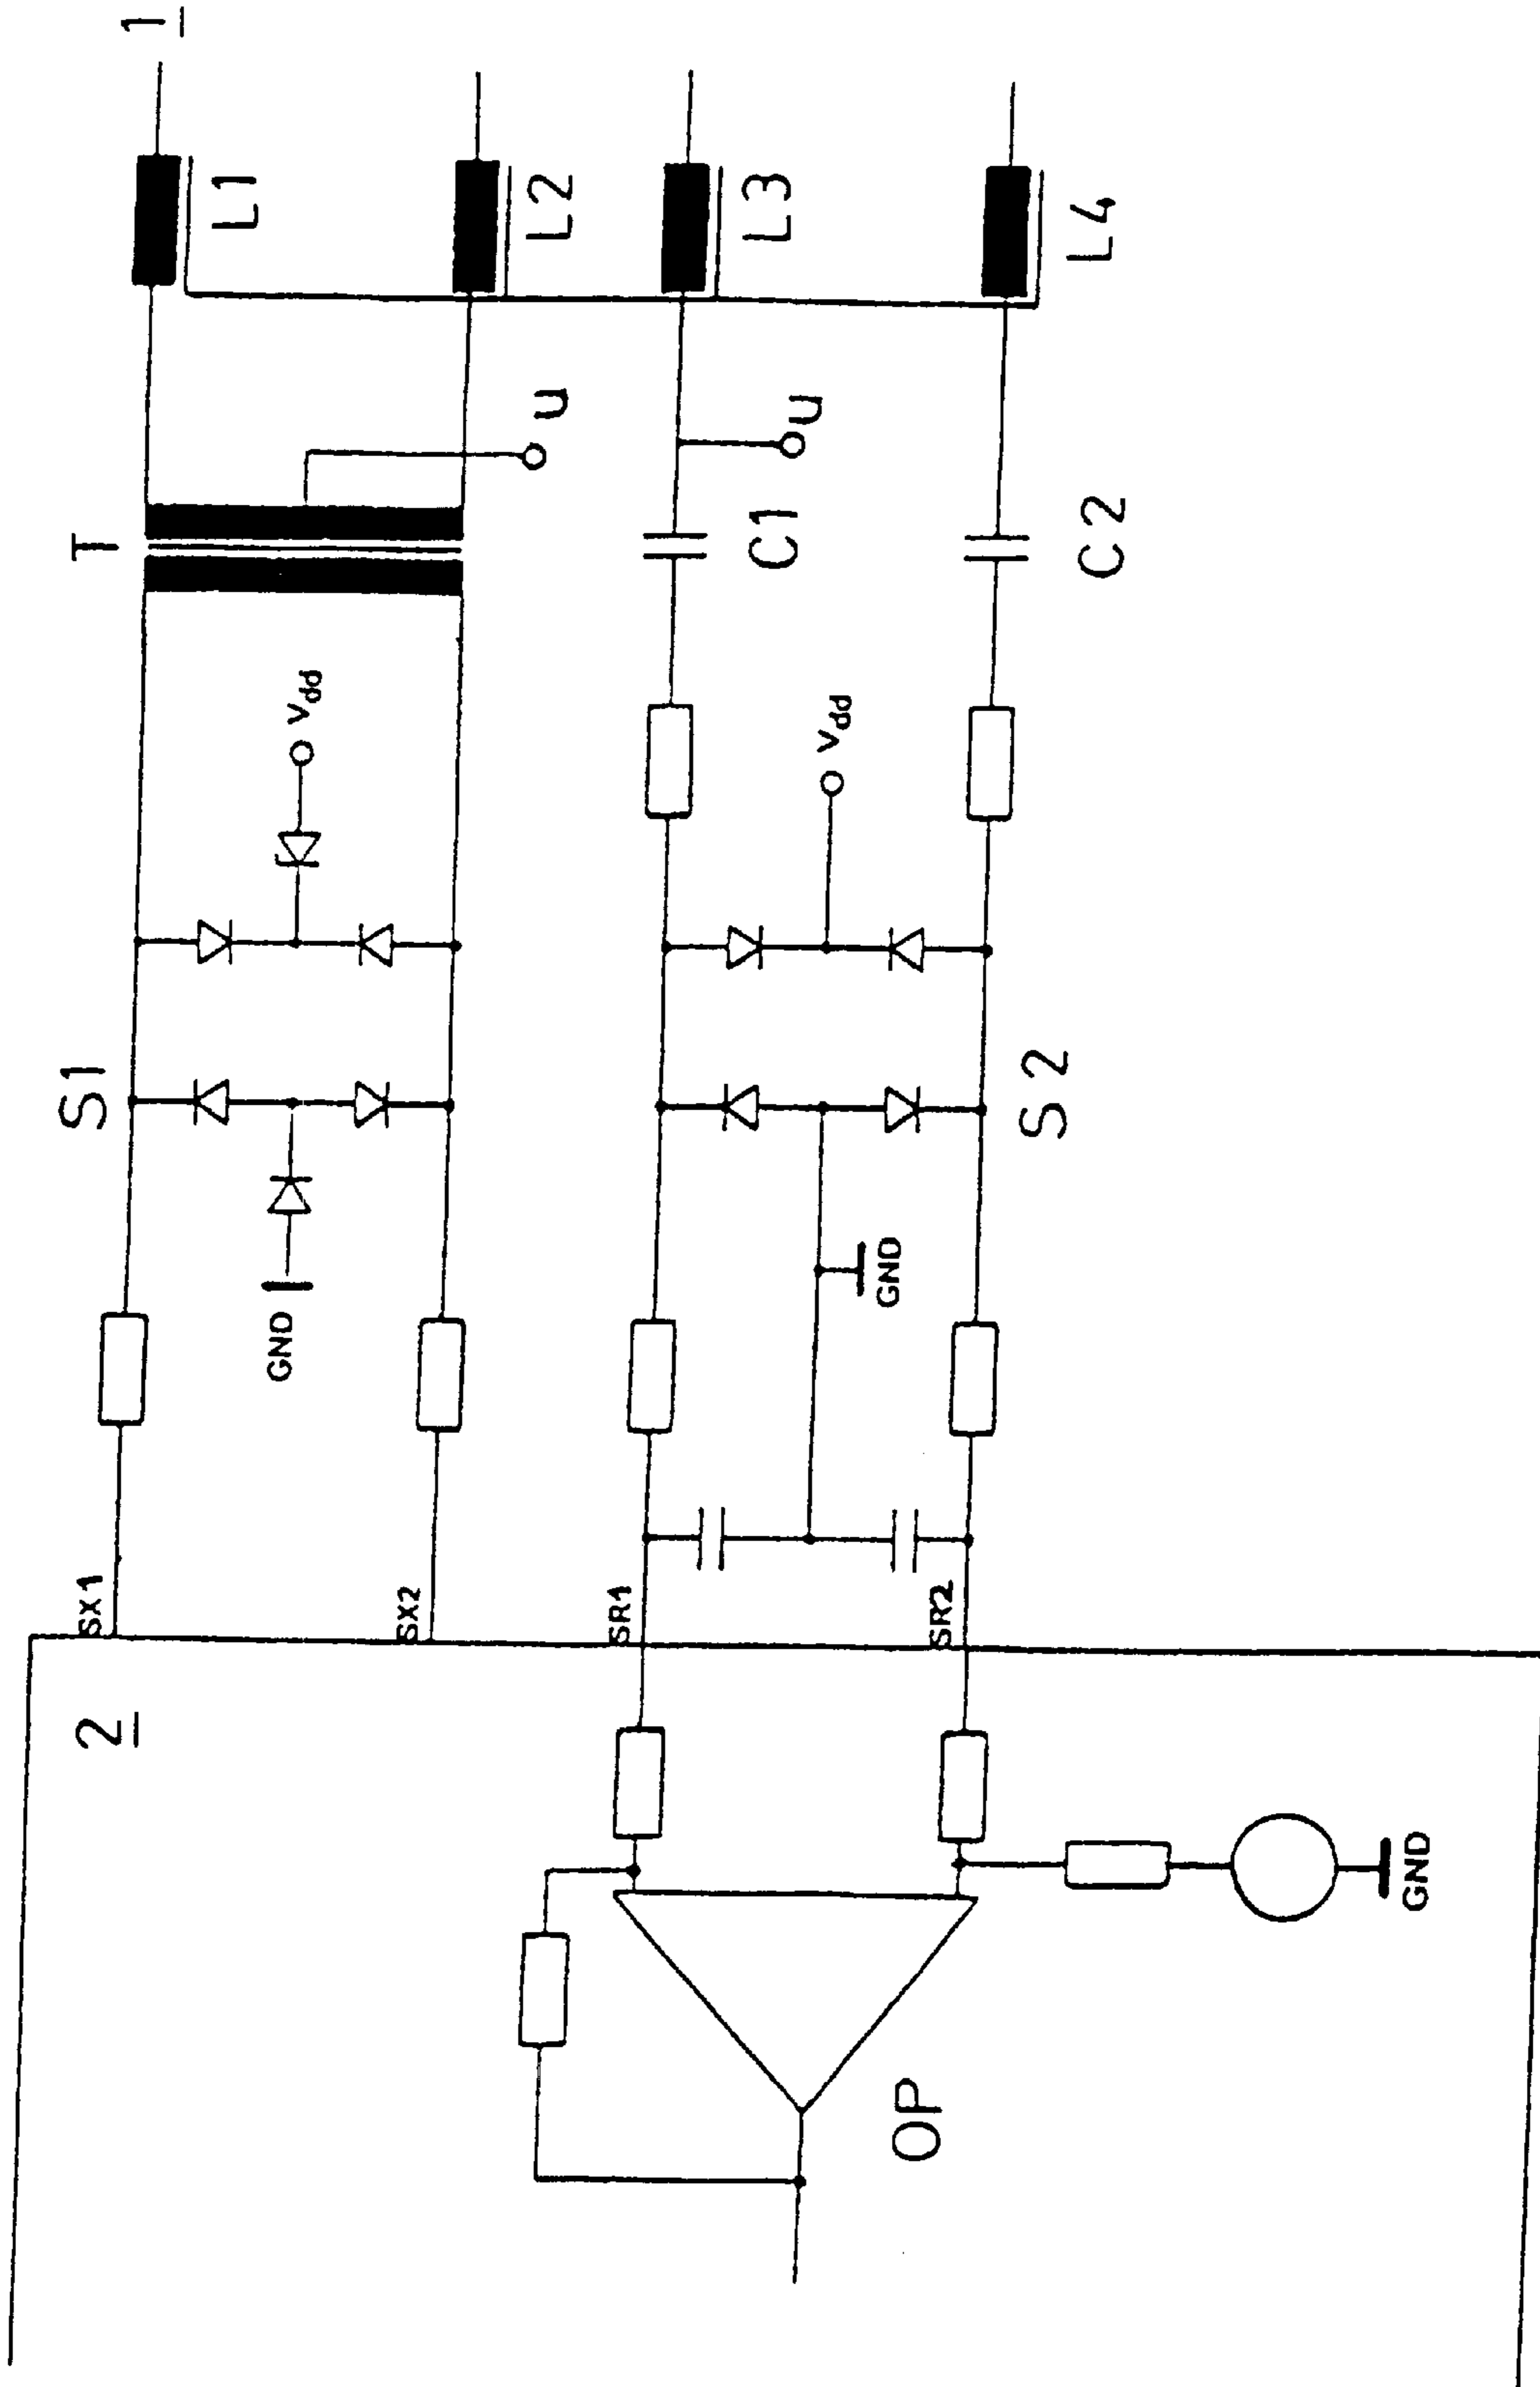 1
T
L1
L2
L3
L4
u
u
C1
C2
Vdd
Vdd
S1
S2
GND
GND
SX1
SX2
SR1
SR2
2
OP
GND